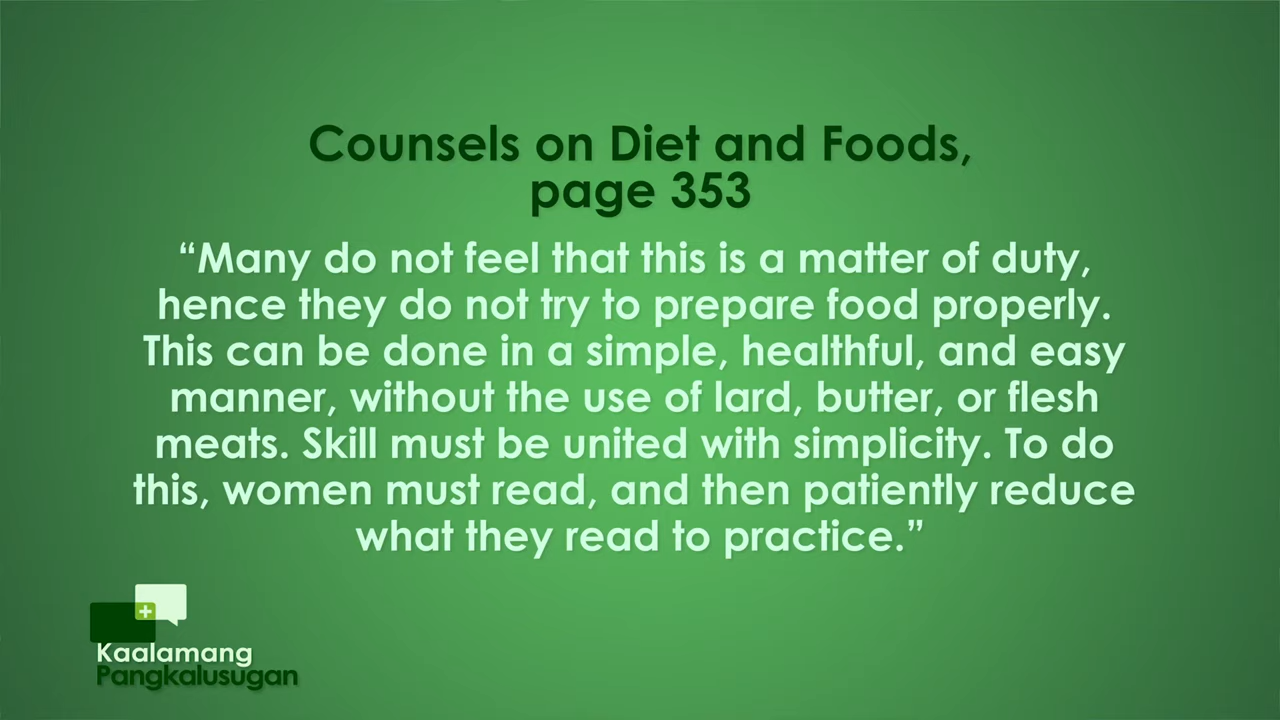 Counsels on Diet and Foods,
page 353
“Many do not feel that this is a matter of duty,
hence they do not try to prepare food properly.
This can be done in a simple, healthful, and easy
manner, without the use of lard, butter, or flesh
meats. Skill must be united with simplicity. To do
this, women must read, and then patiently reduce
what they read to practice.”
Kaalamang
Pangkalusugan